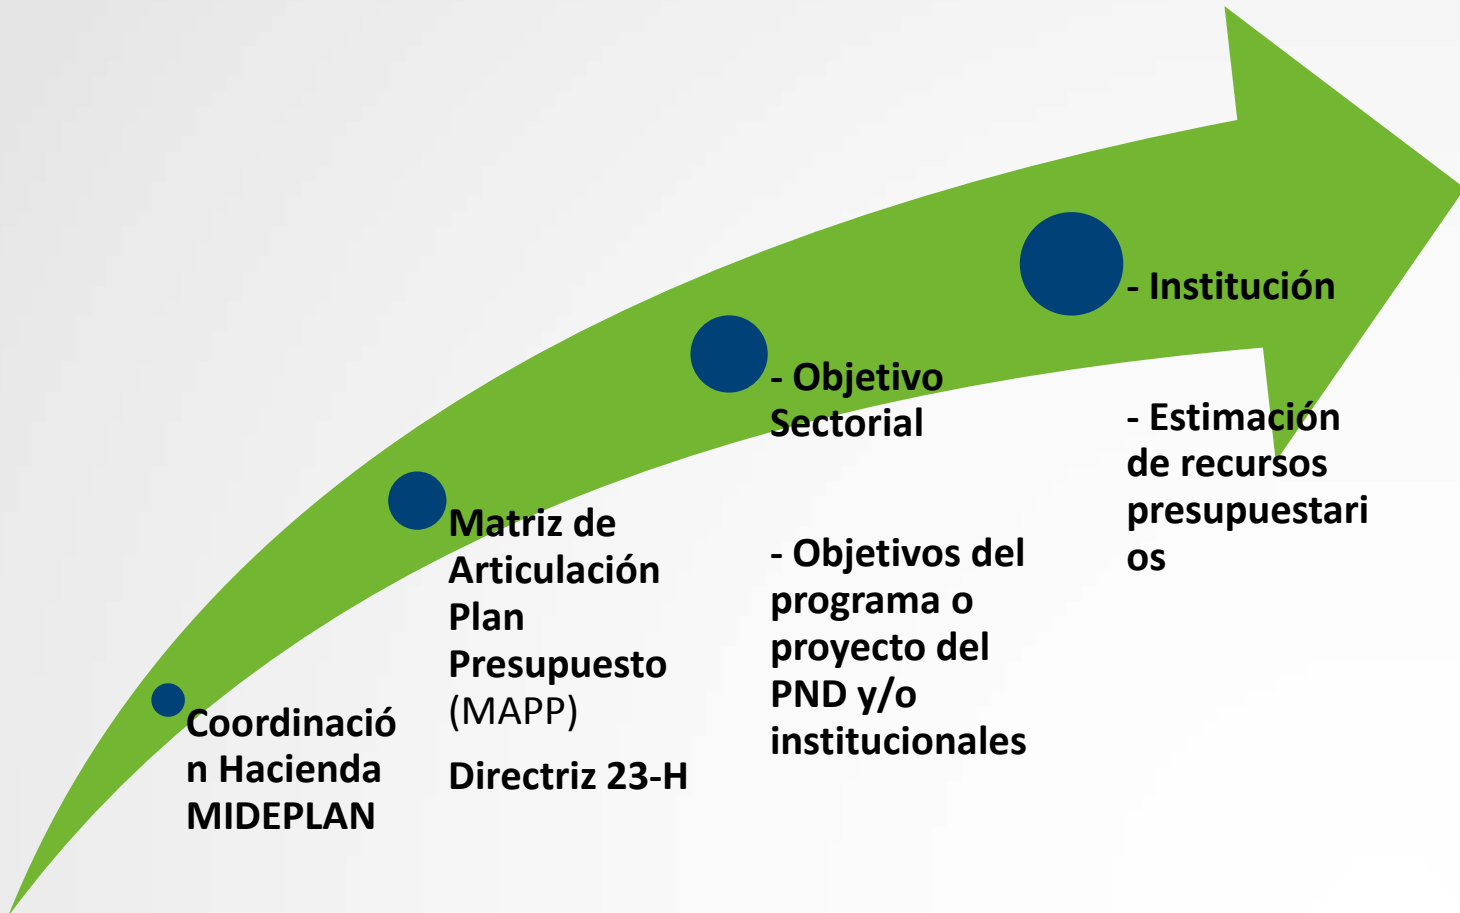 Coordinació
n Hacienda
MIDEPLAN
Matriz de
Articulación
Plan
Presupuesto
(MAPP)
Directriz 23-H
- Objetivo
Sectorial
- Objetivos del
programa o
proyecto del
PND y/o
institucionales
- Institución
- Estimación
de recursos
presupuestari
os